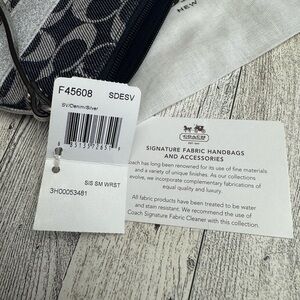 NEW
F45608 SDESV
SV/Denim/Silver
S/S SM WRST
3H00053481
COACH
SIGNATURE FABRIC HANDBAGS
AND ACCESSORIES
Coach has long been renowned for its use of fine materials
and a variety of unique finishes. As our collections
evolve, we incorporate complementary fabrications of
equal quality and luxury.
All fabric products have been treated to be water
and stain resistant. We recommend the use of
Coach Signature Fabric Cleaner with this collection.